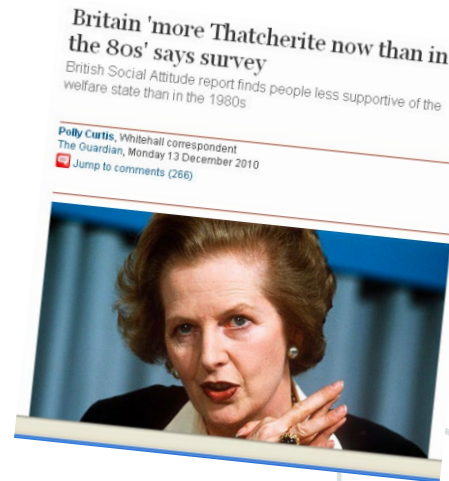 Britain 'more Thatcherite now than in
the 80s' says survey
British Social Attitude report finds people less supportive of the
welfare state than in the 1980s
Polly Curtis, Whitehall correspondent
The Guardian, Monday 13 December 2010
Jump to comments (266)